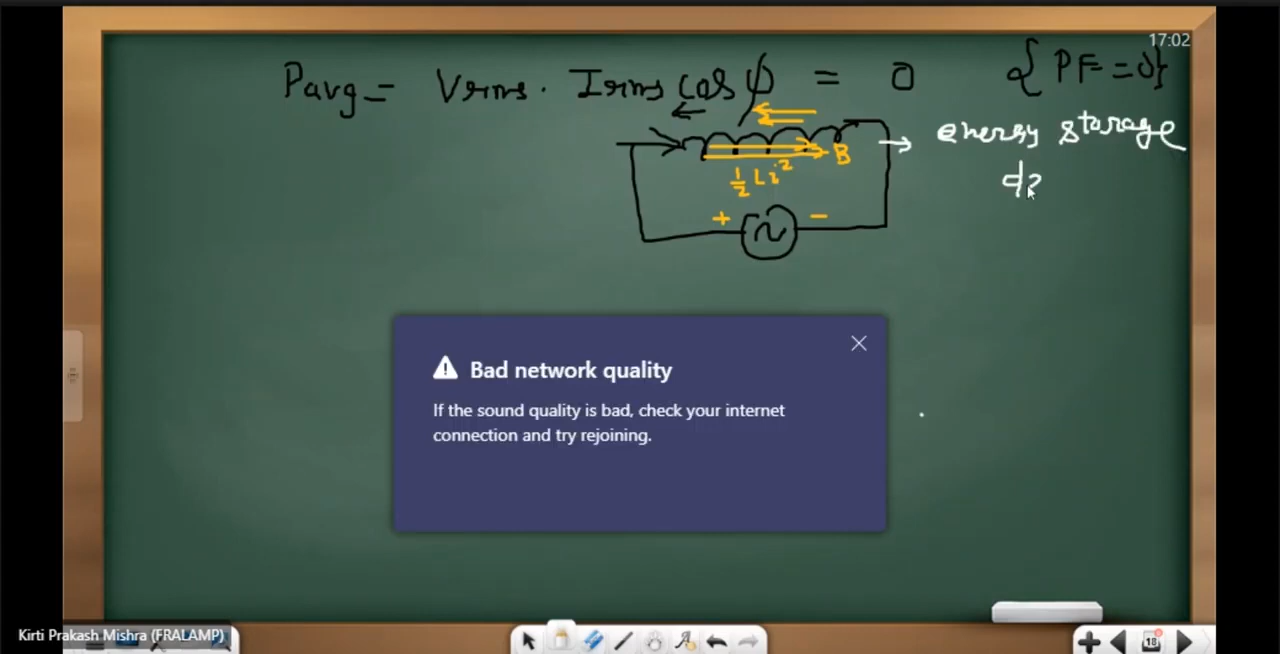 17:02
Pavg = Vrms. Irms cos φ = 0 {PF=0}
→ energy storage
B
1/2 Li²
+ -
Bad network quality
If the sound quality is bad, check your internet
connection and try rejoining.
Kirti Prakash Mishra (FRALAMP)
18